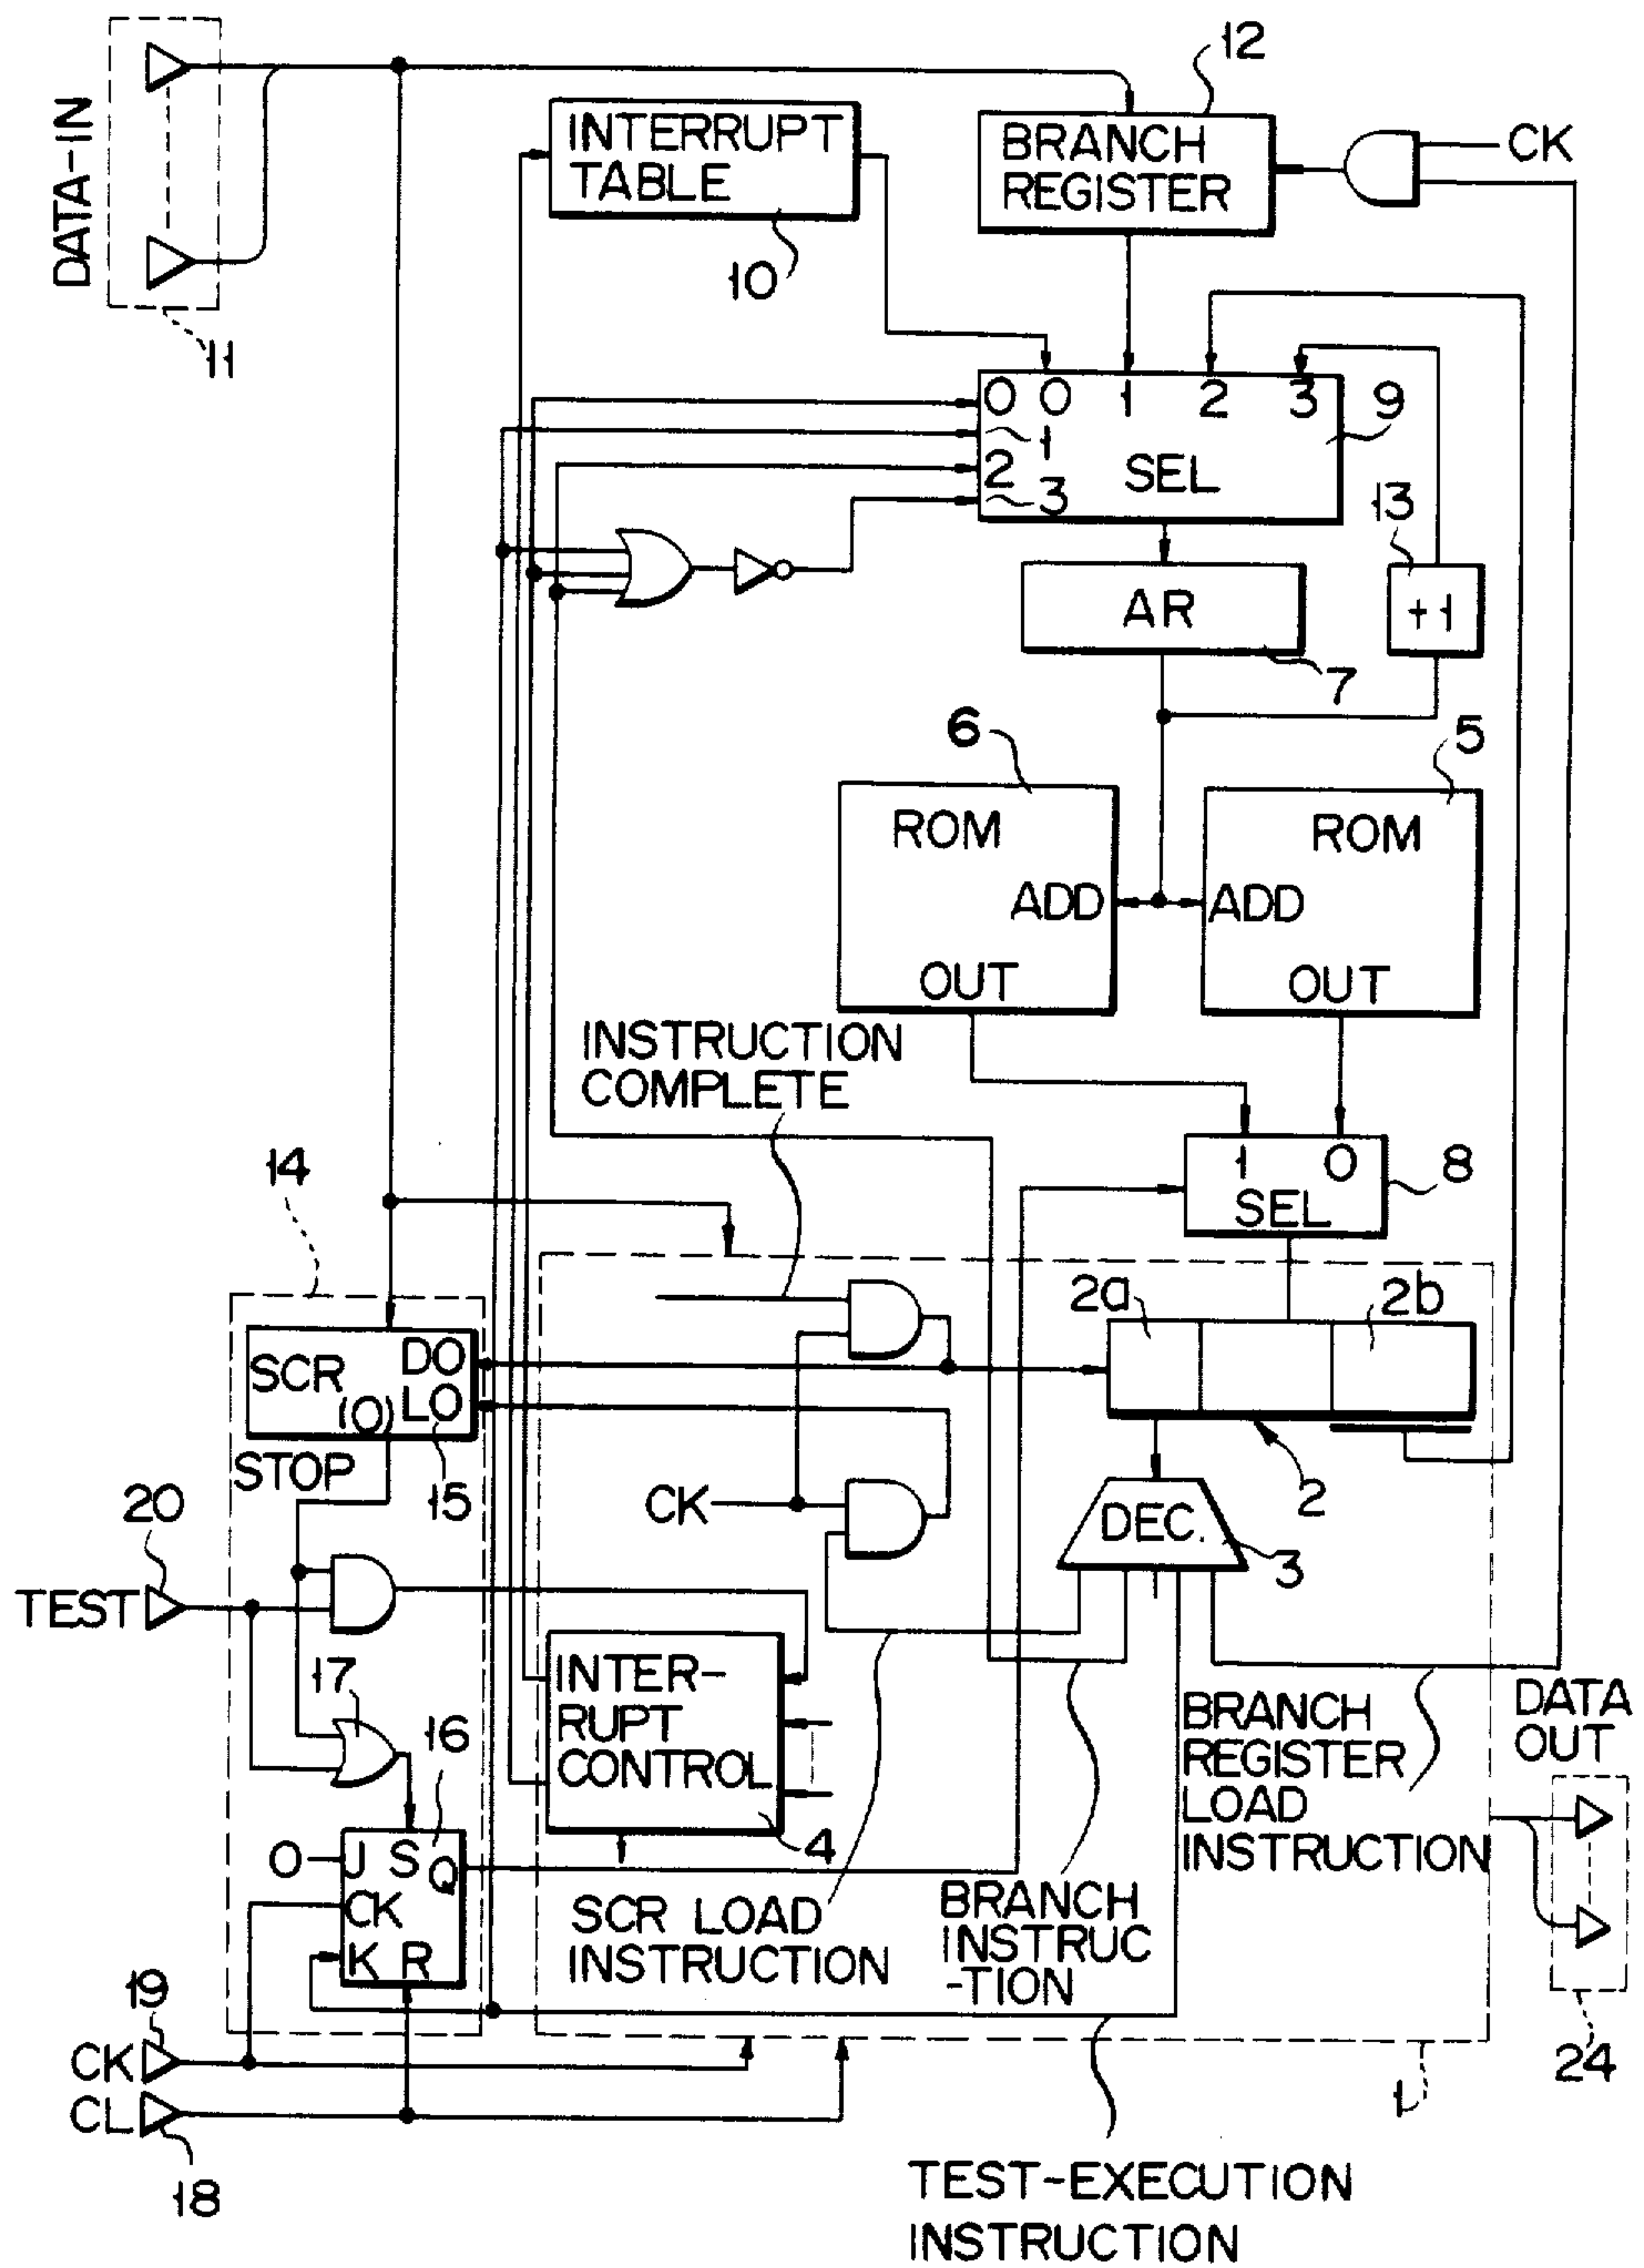 12
DATA-IN
INTERRUPT
TABLE
BRANCH
REGISTER
CK
10
11
0 0 1 2 3
1
2
3
SEL
9
13
AR
+1
7
6
5
ROM
ROM
ADD
ADD
OUT
OUT
INSTRUCTION
COMPLETE
14
1 0
SEL
8
2a
2b
SCR
DO
(0)
LO
STOP
15
CK
2
DEC.
3
20
TEST
17
16
INTER-
RUPT
CONTROL
4
BRANCH
REGISTER
LOAD
INSTRUCTION
DATA
OUT
0
J S Q
CK
K R
SCR LOAD
INSTRUCTION
BRANCH
INSTRUC
-TION
19
CK
CL
18
1
24
TEST-EXECUTION
INSTRUCTION